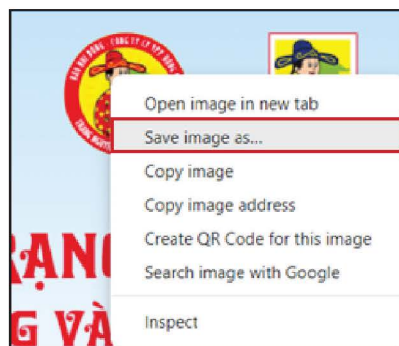 Open image in new tab
Save image as...
Copy image
Copy image address
Create QR Code for this image
Search image with Google
Inspect
G VÀ